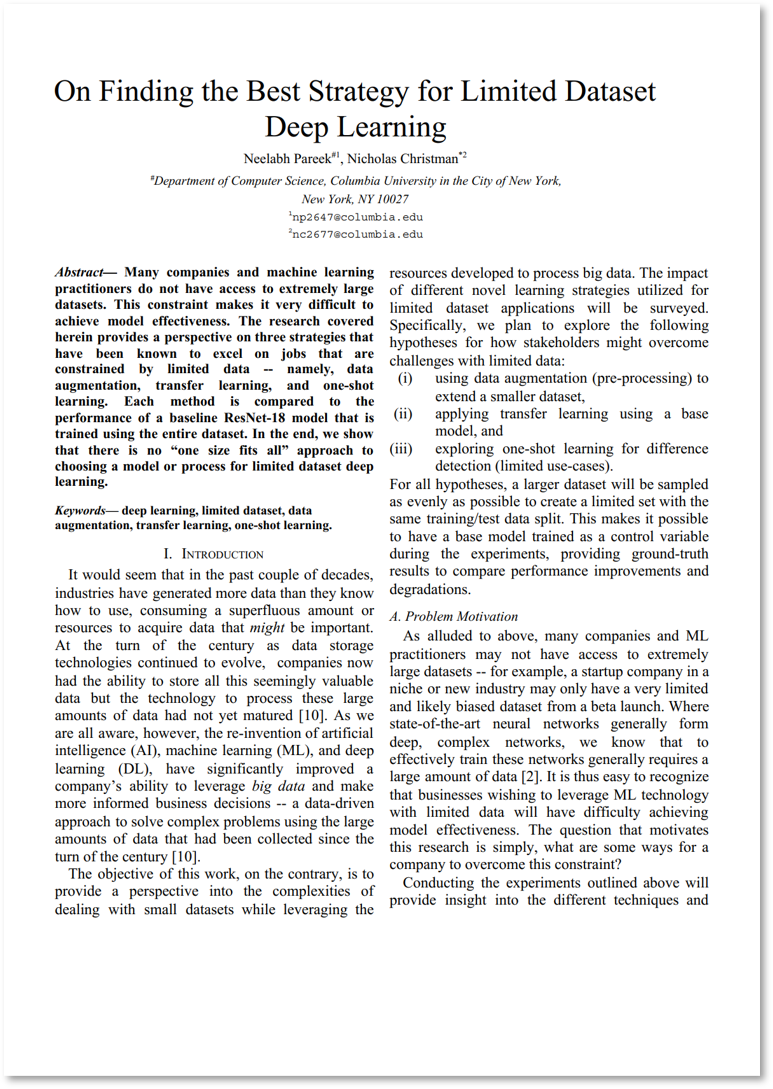 On Finding the Best Strategy for Limited Dataset
Deep Learning
Neelabh Pareek#1, Nicholas Christman*2
#Department of Computer Science, Columbia University in the City of New York,
New York, NY 10027
1np2647@columbia.edu
2nc2677@columbia.edu
Abstract— Many companies and machine learning
practitioners do not have access to extremely large
datasets. This constraint makes it very difficult to
achieve model effectiveness. The research covered
herein provides a perspective on three strategies that
have been known to excel on jobs that are
constrained by limited data -- namely, data
augmentation, transfer learning, and one-shot
learning. Each method is compared to the
performance of a baseline ResNet-18 model that is
trained using the entire dataset. In the end, we show
that there is no “one size fits all” approach to
choosing a model or process for limited dataset deep
learning.
Keywords— deep learning, limited dataset, data
augmentation, transfer learning, one-shot learning.
I. INTRODUCTION
It would seem that in the past couple of decades,
industries have generated more data than they know
how to use, consuming a superfluous amount or
resources to acquire data that might be important.
At the turn of the century as data storage
technologies continued to evolve, companies now
had the ability to store all this seemingly valuable
data but the technology to process these large
amounts of data had not yet matured [10]. As we
are all aware, however, the re-invention of artificial
intelligence (AI), machine learning (ML), and deep
learning (DL), have significantly improved a
company’s ability to leverage big data and make
more informed business decisions -- a data-driven
approach to solve complex problems using the large
amounts of data that had been collected since the
turn of the century [10].
The objective of this work, on the contrary, is to
provide a perspective into the complexities of
dealing with small datasets while leveraging the
resources developed to process big data. The impact
of different novel learning strategies utilized for
limited dataset applications will be surveyed.
Specifically, we plan to explore the following
hypotheses for how stakeholders might overcome
challenges with limited data:
(i) using data augmentation (pre-processing) to
extend a smaller dataset,
(ii) applying transfer learning using a base
model, and
(iii) exploring one-shot learning for difference
detection (limited use-cases).
For all hypotheses, a larger dataset will be sampled
as evenly as possible to create a limited set with the
same training/test data split. This makes it possible
to have a base model trained as a control variable
during the experiments, providing ground-truth
results to compare performance improvements and
degradations.
A. Problem Motivation
As alluded to above, many companies and ML
practitioners may not have access to extremely
large datasets -- for example, a startup company in a
niche or new industry may only have a very limited
and likely biased dataset from a beta launch. Where
state-of-the-art neural networks generally form
deep, complex networks, we know that to
effectively train these networks generally requires a
large amount of data [2]. It is thus easy to recognize
that businesses wishing to leverage ML technology
with limited data will have difficulty achieving
model effectiveness. The question that motivates
this research is simply, what are some ways for a
company to overcome this constraint?
Conducting the experiments outlined above will
provide insight into the different techniques and